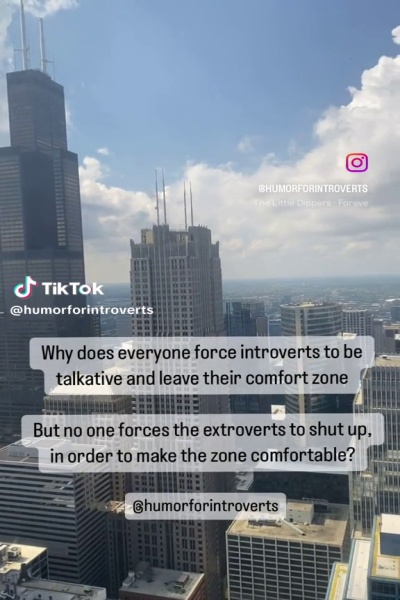 @HUMORFORINTROVERTS
The Little Dippers · Foreve
TikTok
@humorforintroverts
Why does everyone force introverts to be
talkative and leave their comfort zone
But no one forces the extroverts to shut up,
in order to make the zone comfortable?
@humorforintroverts